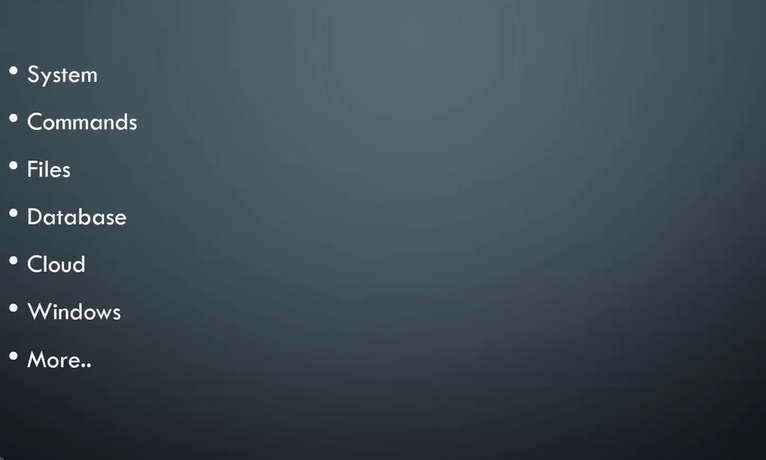 • System
• Commands
• Files
• Database
• Cloud
• Windows
• More..